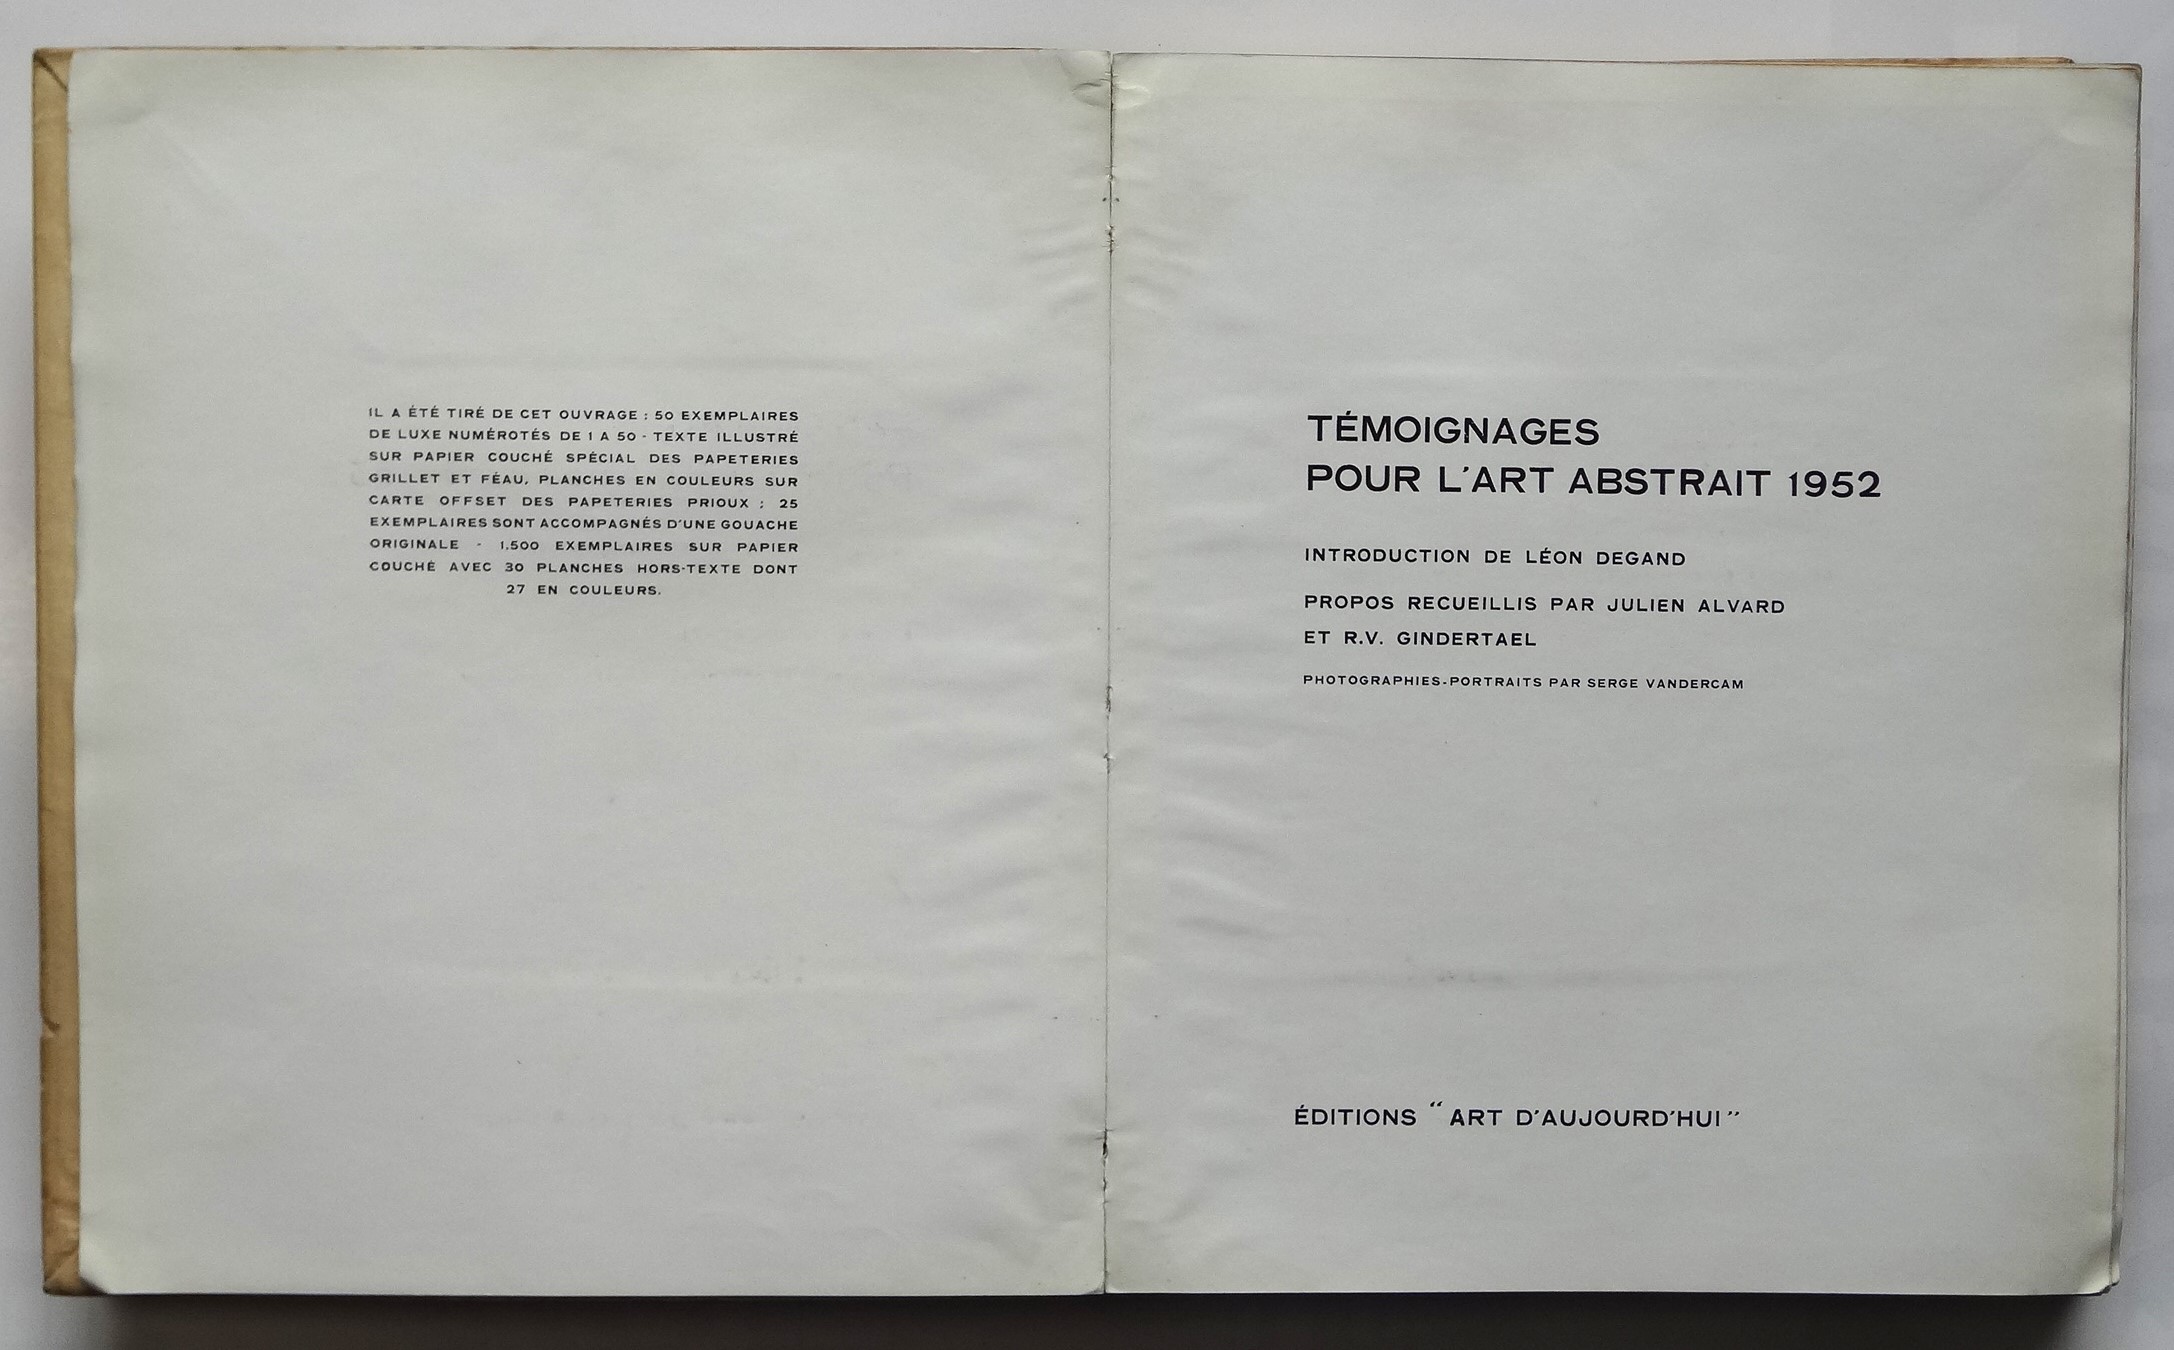 IL A ÉTÉ TIRÉ DE CET OUVRAGE : 50 EXEMPLAIRES
DE LUXE NUMÉROTÉS DE 1 A 50 - TEXTE ILLUSTRÉ
SUR PAPIER COUCHÉ SPÉCIAL DES PAPETERIES
GRILLET ET FÉAU, PLANCHES EN COULEURS SUR
CARTE OFFSET DES PAPETERIES PRIOUX ; 25
EXEMPLAIRES SONT ACCOMPAGNÉS D'UNE GOUACHE
ORIGINALE - 1.500 EXEMPLAIRES SUR PAPIER
COUCHÉ AVEC 30 PLANCHES HORS-TEXTE DONT
27 EN COULEURS.
TÉMOIGNAGES
POUR L'ART ABSTRAIT 1952
INTRODUCTION DE LÉON DEGAND
PROPOS RECUEILLIS PAR JULIEN ALVARD
ET R.V. GINDERTAEL
PHOTOGRAPHIES-PORTRAITS PAR SERGE VANDERCAM
ÉDITIONS “ ART D'AUJOURD'HUI ”